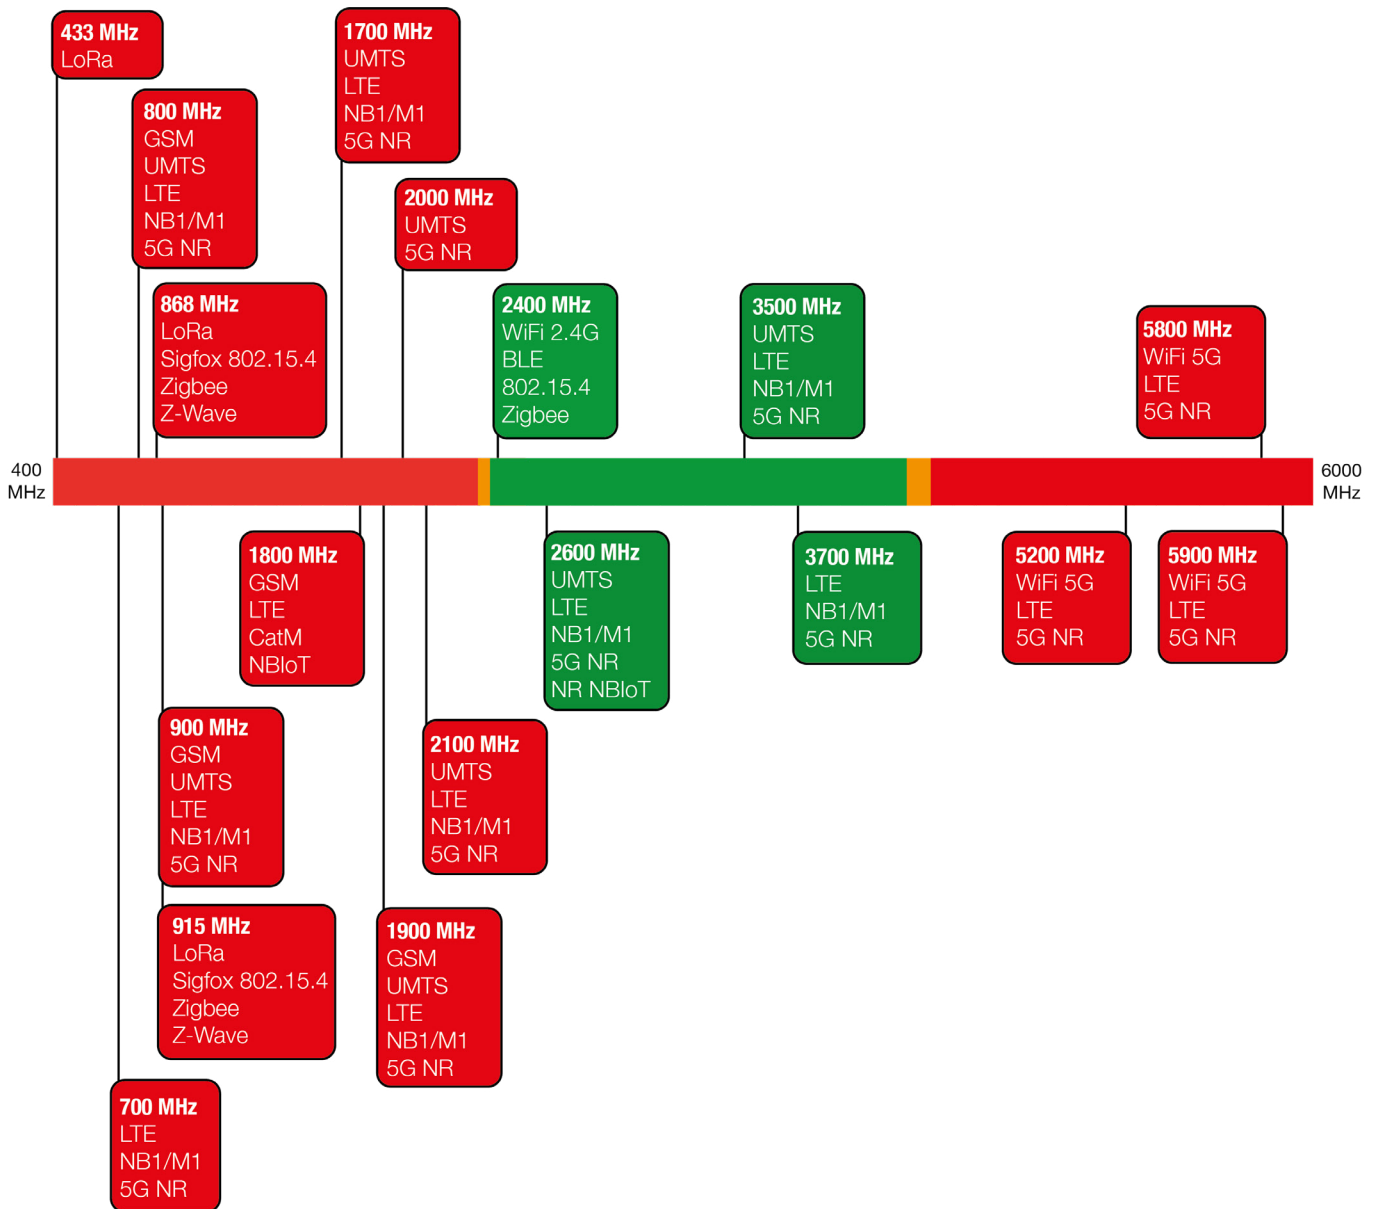 433 MHz
LoRa
800 MHz
GSM
UMTS
LTE
NB1/M1
5G NR
868 MHz
LoRa
Sigfox 802.15.4
Zigbee
Z-Wave
1700 MHz
UMTS
LTE
NB1/M1
5G NR
2000 MHz
UMTS
5G NR
2400 MHz
WiFi 2.4G
BLE
802.15.4
Zigbee
3500 MHz
UMTS
LTE
NB1/M1
5G NR
5800 MHz
WiFi 5G
LTE
5G NR
400
MHz
6000
MHz
1800 MHz
GSM
LTE
CatM
NBIoT
2600 MHz
UMTS
LTE
NB1/M1
5G NR
NR NBIoT
3700 MHz
LTE
NB1/M1
5G NR
5200 MHz
WiFi 5G
LTE
5G NR
5900 MHz
WiFi 5G
LTE
5G NR
900 MHz
GSM
UMTS
LTE
NB1/M1
5G NR
2100 MHz
UMTS
LTE
NB1/M1
5G NR
915 MHz
LoRa
Sigfox 802.15.4
Zigbee
Z-Wave
1900 MHz
GSM
UMTS
LTE
NB1/M1
5G NR
700 MHz
LTE
NB1/M1
5G NR